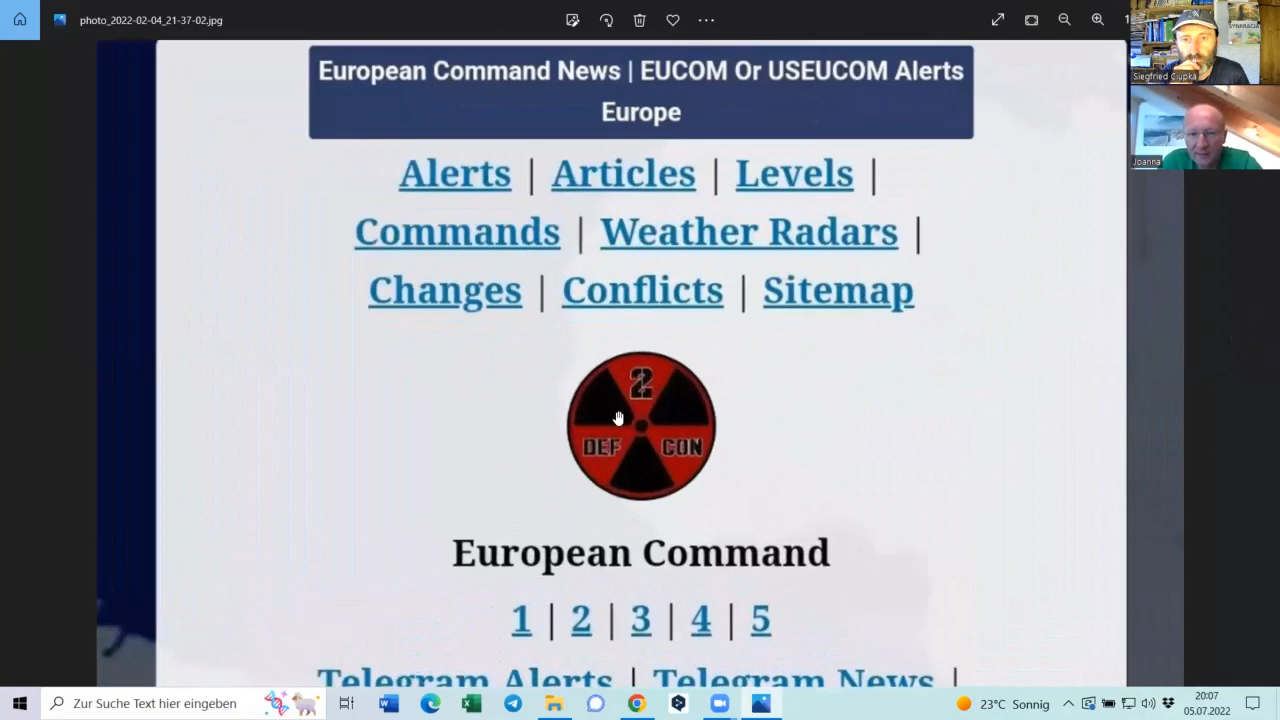 photo_2022-02-04_21-37-02.jpg
Siegfried Ciupka
Joanna
European Command News | EUCOM Or USEUCOM Alerts
Europe
Alerts | Articles | Levels |
Commands | Weather Radars |
Changes | Conflicts | Sitemap
2
DEF CON
European Command
1 | 2 | 3 | 4 | 5
Telegram Alerts | Telegram News |
Zur Suche Text hier eingeben
23°C Sonnig
20:07
05.07.2022